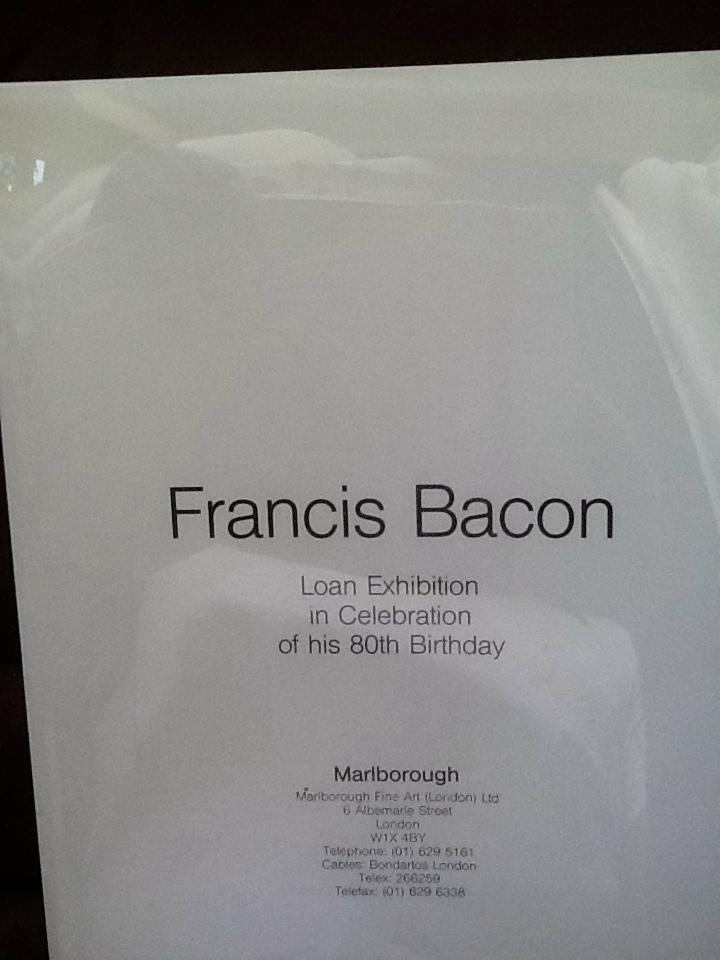 Francis Bacon
Loan Exhibition
in Celebration
of his 80th Birthday
Marlborough
Marlborough Fine Art (London) Ltd
6 Albemarle Street
London
W1X 4BY
Telephone: (01) 629 5161
Cables: Bondartos London
Telex: 266259
Telefax: (01) 629 6338